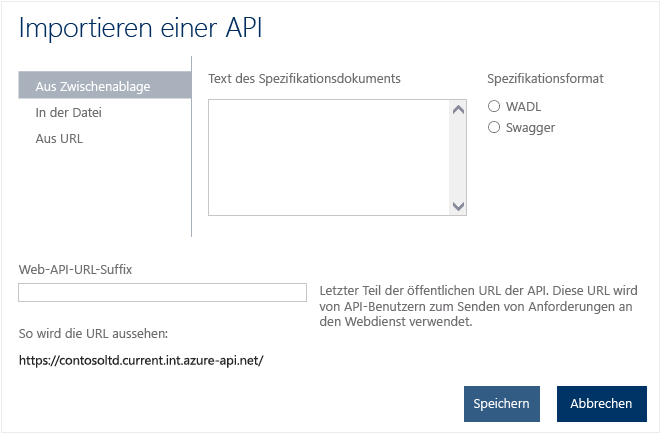 Importieren einer API
Aus Zwischenablage
In der Datei
Aus URL
Text des Spezifikationsdokuments
Spezifikationsformat
WADL
Swagger
Web-API-URL-Suffix
Letzter Teil der öffentlichen URL der API. Diese URL wird
von API-Benutzern zum Senden von Anforderungen an
den Webdienst verwendet.
So wird die URL aussehen:
https://contosoltd.current.int.azure-api.net/
Speichern
Abbrechen